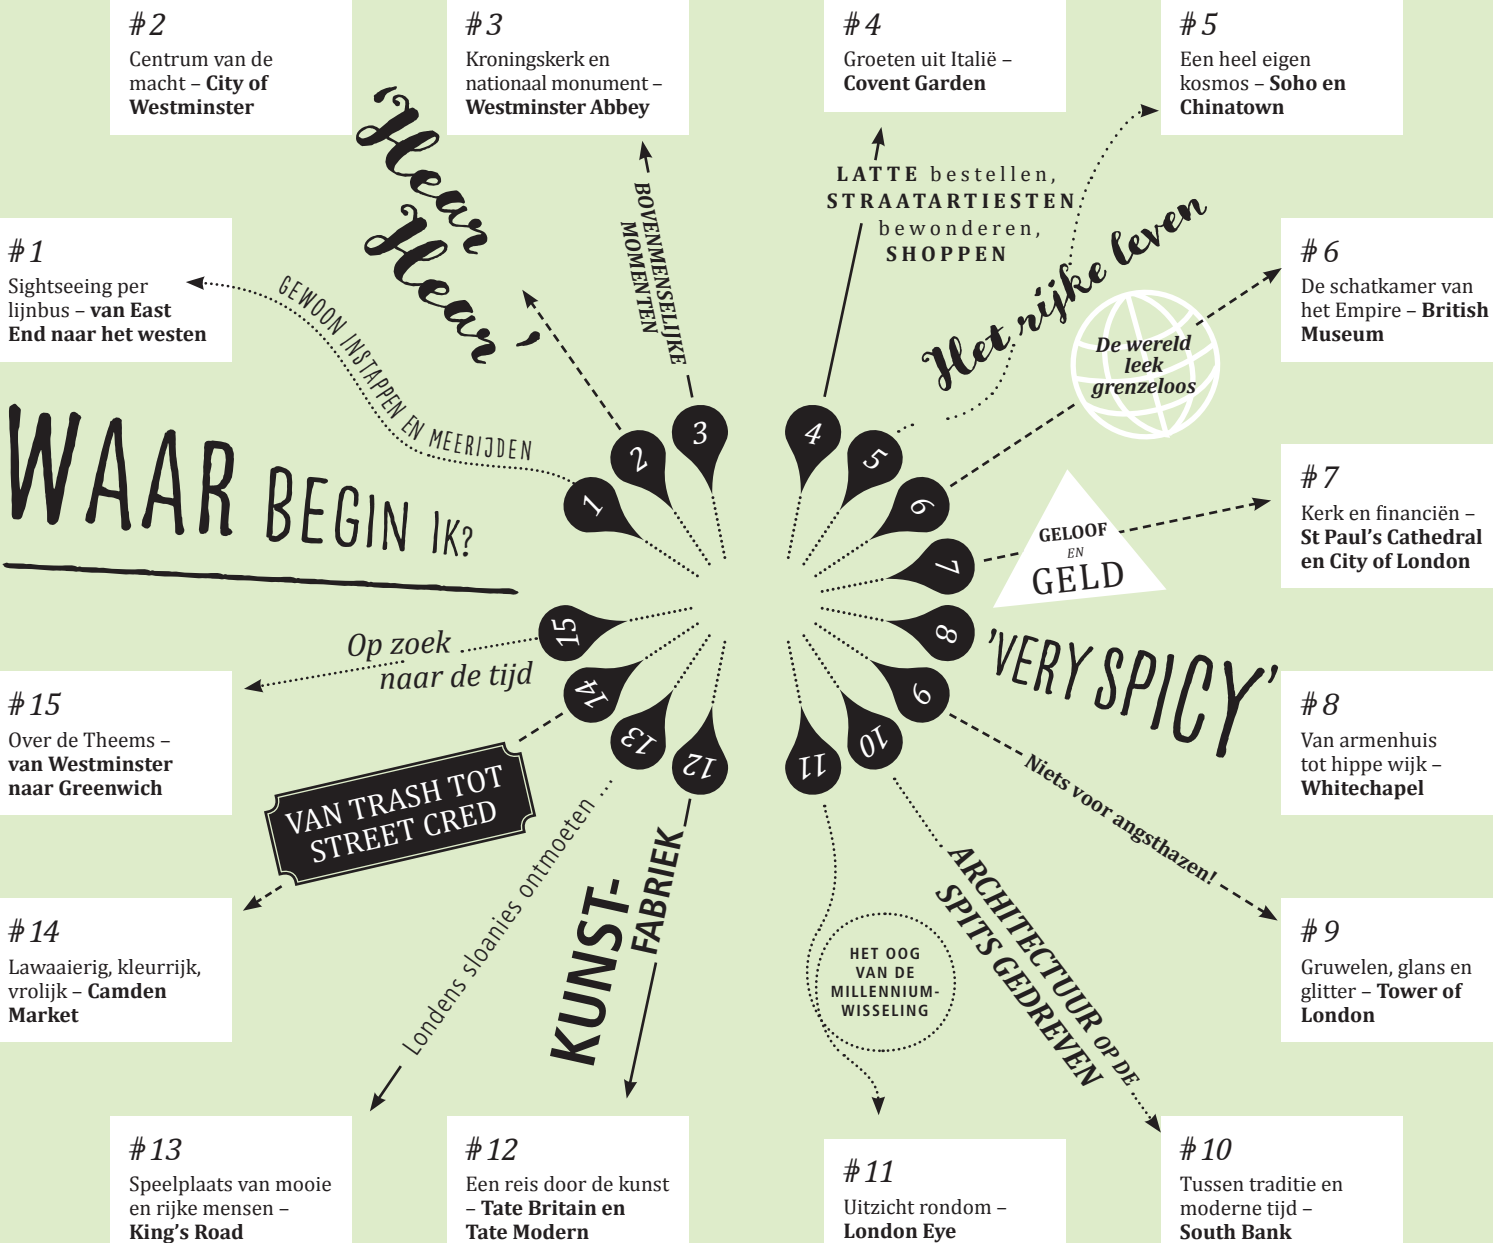 #2
Centrum van de
macht – City of
Westminster
#3
Kroningskerk en
nationaal monument –
Westminster Abbey
#4
Groeten uit Italië –
Covent Garden
#5
Een heel eigen
kosmos – Soho en
Chinatown
'Hear
Hear'
BOVENMENSELIJKE
MOMENTEN
LATTE bestellen,
STRAATARTIESTEN
bewonderen,
SHOPPEN
Het rijke leven
#1
Sightseeing per
lijnbus – van East
End naar het westen
GEWOON INSTAPPEN EN MEERIJDEN
De wereld
leek
grenzeloos
#6
De schatkamer van
het Empire – British
Museum
WAAR BEGIN IK?
1
2
3
4
5
6
7
8
9
10
11
12
13
14
15
GELOOF
EN
GELD
#7
Kerk en financiën –
St Paul's Cathedral
en City of London
Op zoek
naar de tijd
'VERY SPICY'
#15
Over de Theems –
van Westminster
naar Greenwich
#8
Van armenhuis
tot hippe wijk –
Whitechapel
VAN TRASH TOT
STREET CRED
Londens sloanies ontmoeten
KUNST-
FABRIEK
HET OOG
VAN DE
MILLENNIUM-
WISSELING
ARCHITECTUUR OP DE
SPITS GEDREVEN
Niets voor angsthazen!
#14
Lawaaierig, kleurrijk,
vrolijk – Camden
Market
#9
Gruwelen, glans en
glitter – Tower of
London
#13
Speelplaats van mooie
en rijke mensen –
King's Road
#12
Een reis door de kunst
– Tate Britain en
Tate Modern
#11
Uitzicht rondom –
London Eye
#10
Tussen traditie en
moderne tijd –
South Bank